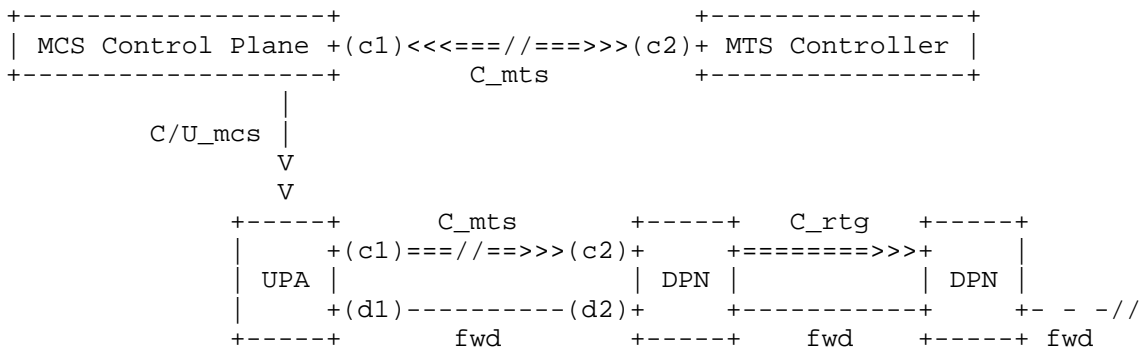 +-------------------+                       +----------------+
| MCS Control Plane +(c1)<<<===//===>>>(c2)+ MTS Controller |
+-------------------+        C_mts          +----------------+
                 |
        C/U_mcs |
                 V
                 V
              +-----+      C_mts        +-----+   C_rtg   +-----+
              |     +(c1)===//==>>>(c2)+     +========>>>+     |
              | UPA |                   | DPN |           | DPN |
              |     +(d1)----------(d2)+     +-----------+     +- - -//
              +-----+       fwd         +-----+    fwd    +-----+ fwd